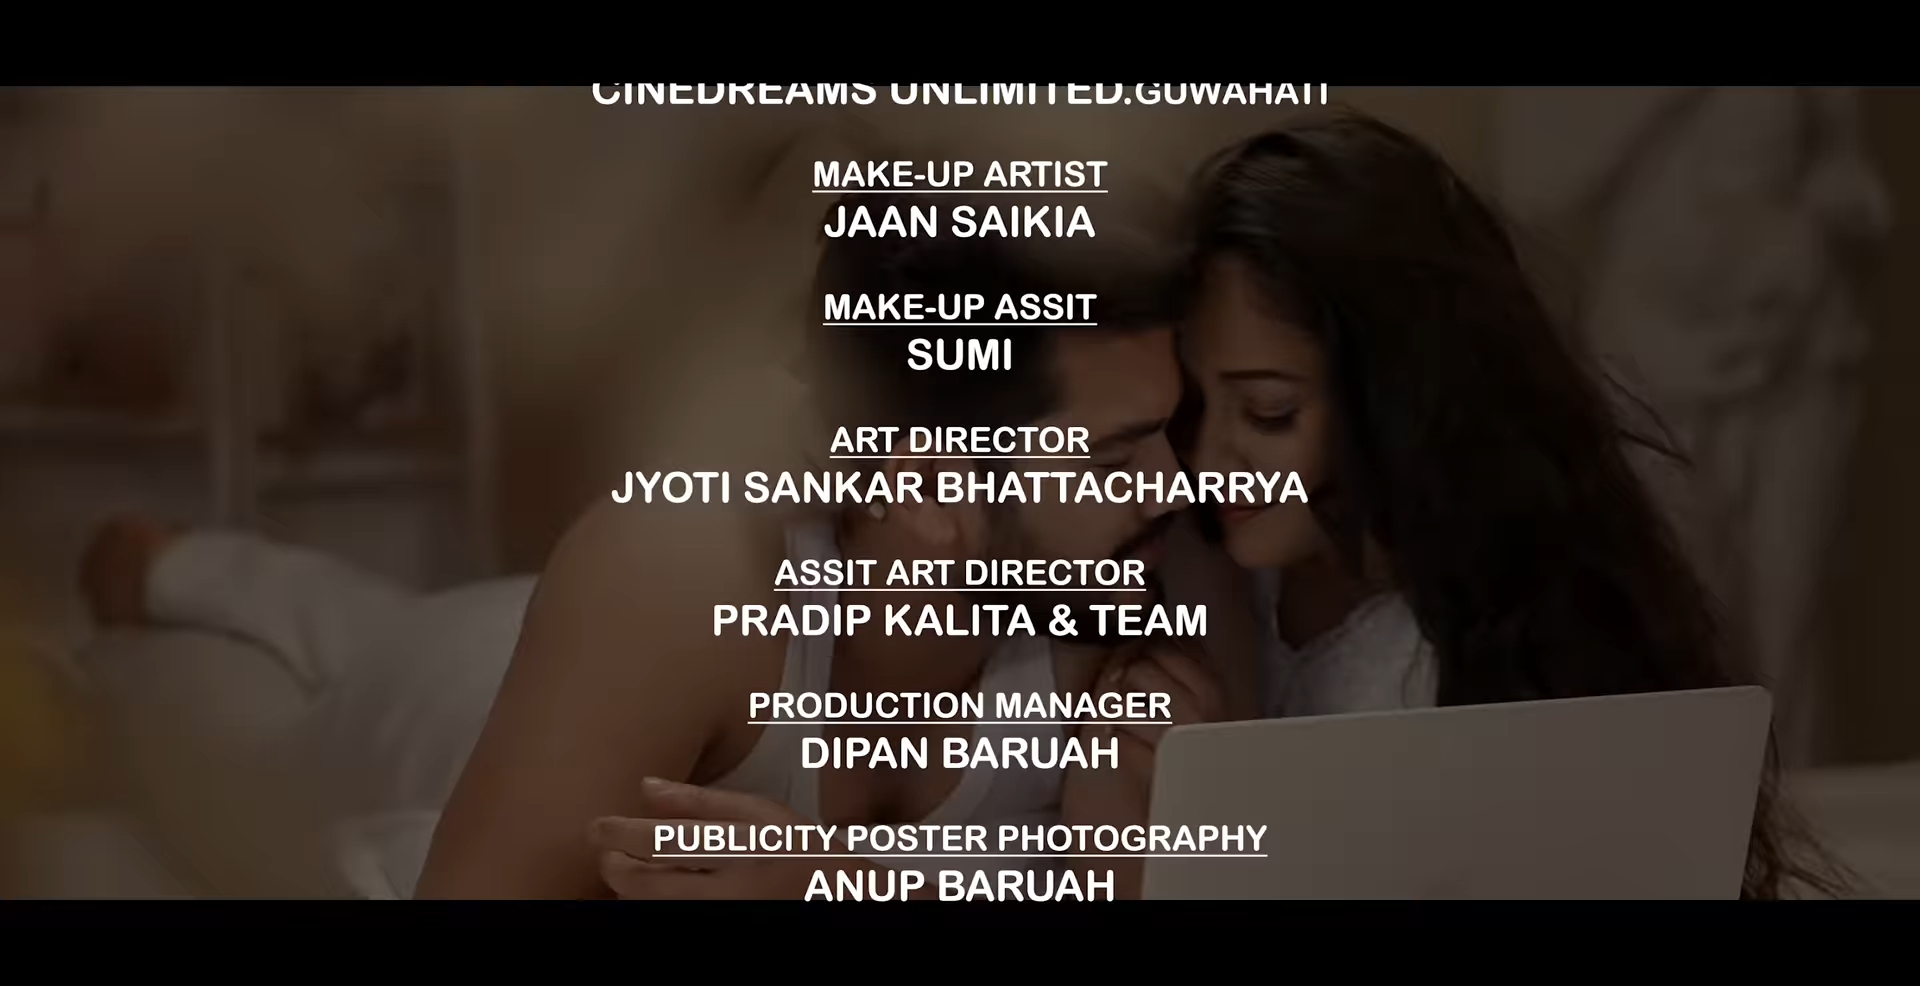 CINEDREAMS UNLIMITED.GUWAHATI
MAKE-UP ARTIST
JAAN SAIKIA
MAKE-UP ASSIT
SUMI
ART DIRECTOR
JYOTI SANKAR BHATTACHARRYA
ASSIT ART DIRECTOR
PRADIP KALITA & TEAM
PRODUCTION MANAGER
DIPAN BARUAH
PUBLICITY POSTER PHOTOGRAPHY
ANUP BARUAH